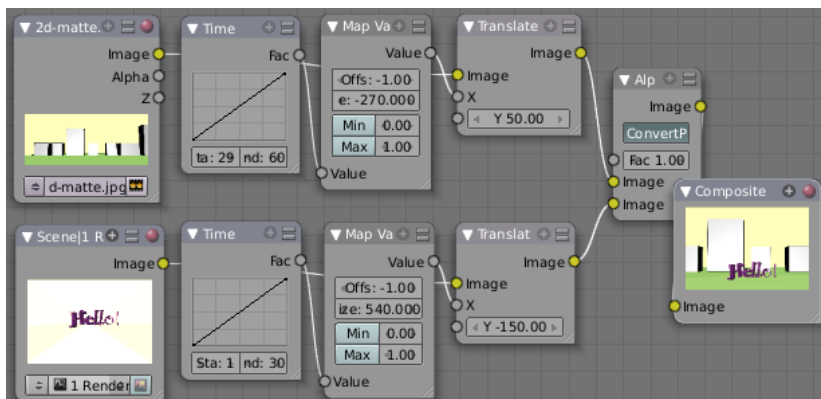 2d-matte.
Image
Alpha
Z
d-matte.jpg
Time
Fac
ta: 29 nd: 60
Map Va
Value
Offs: -1.00
e: -270.000
Min 0.00
Max 1.00
Value
Translate
Image
Image
X
Y 50.00
Alp
Image
ConvertP
Fac 1.00
Image
Image
Composite
Hello!
Image
Scene|1 R
Image
Hello!
1 Render
Time
Fac
Sta: 1 nd: 30
Map Va
Value
Offs: -1.00
ize: 540.000
Min 0.00
Max 1.00
Value
Translat
Image
Image
X
Y -150.00